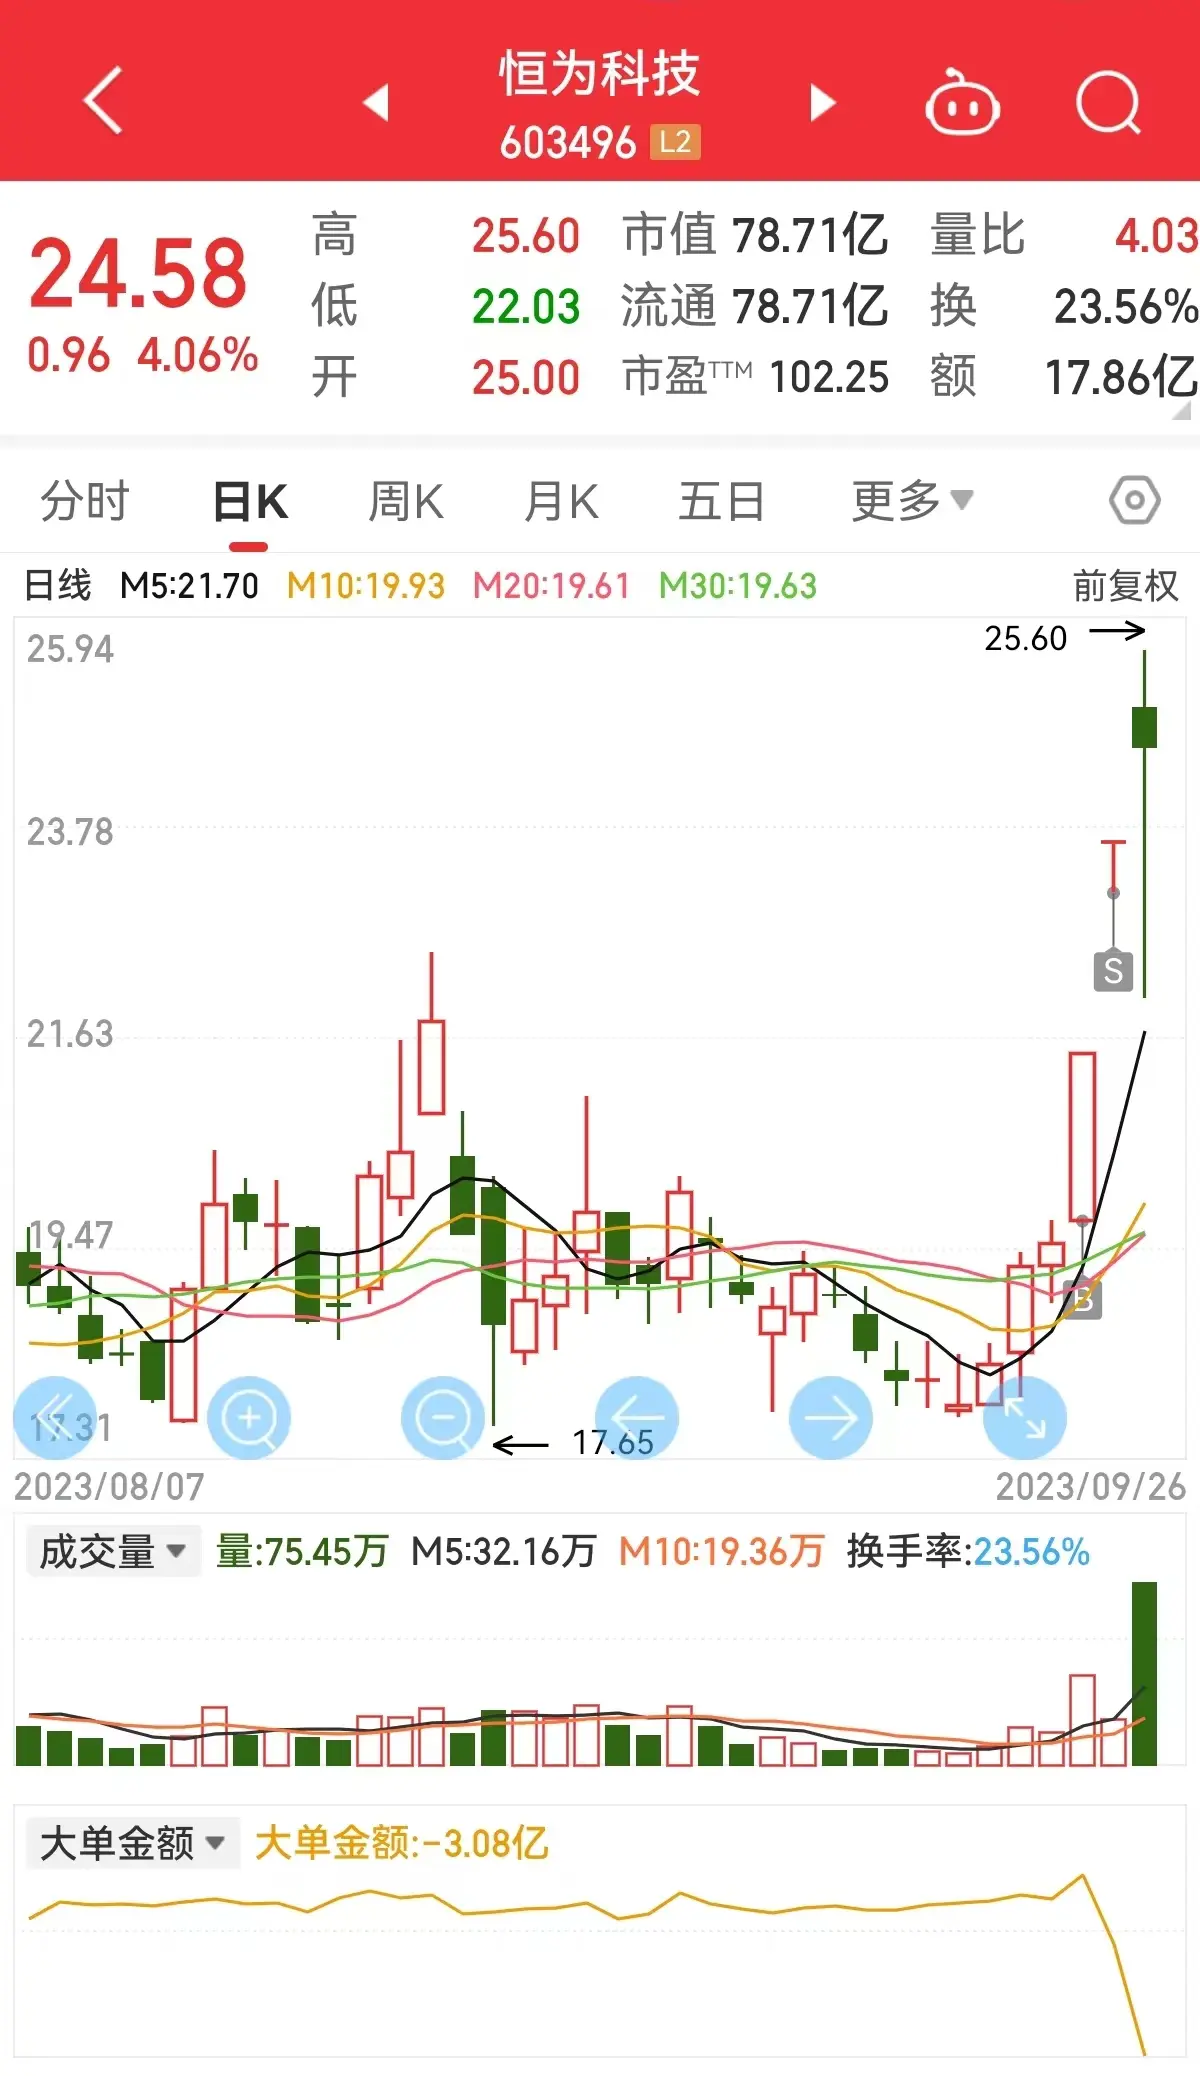 恒为科技
603496 L2
24.58
0.96 4.06%
高 25.60 市值 78.71亿 量比 4.03
低 22.03 流通 78.71亿 换 23.56%
开 25.00 市盈TTM 102.25 额 17.86亿
分时 日K 周K 月K 五日 更多
日线 M5:21.70 M10:19.93 M20:19.61 M30:19.63 前复权
25.94
25.60
23.78
S
21.63
19.47
B
17.31
17.65
2023/08/07 2023/09/26
成交量 量:75.45万 M5:32.16万 M10:19.36万 换手率:23.56%
大单金额 大单金额:-3.08亿